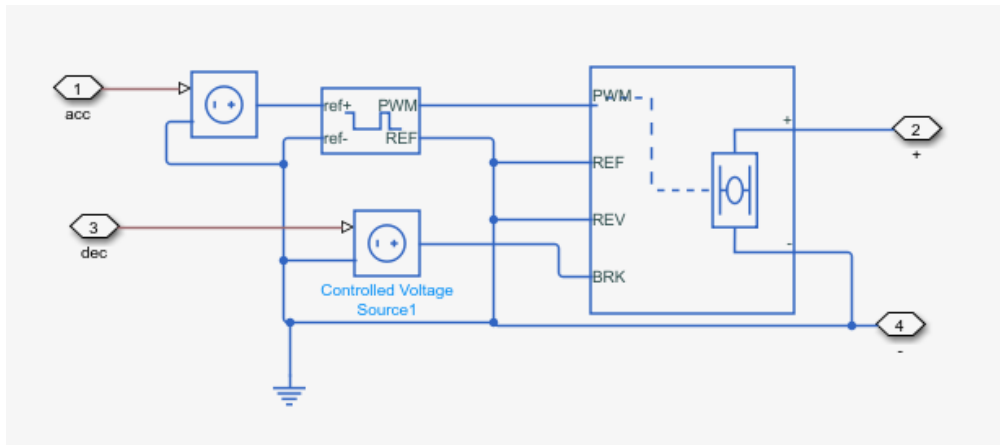 1
acc
ref+ PWM
ref- REF
PWM
REF
REV
BRK
+
-
2
+
3
dec
Controlled Voltage
Source1
4
-